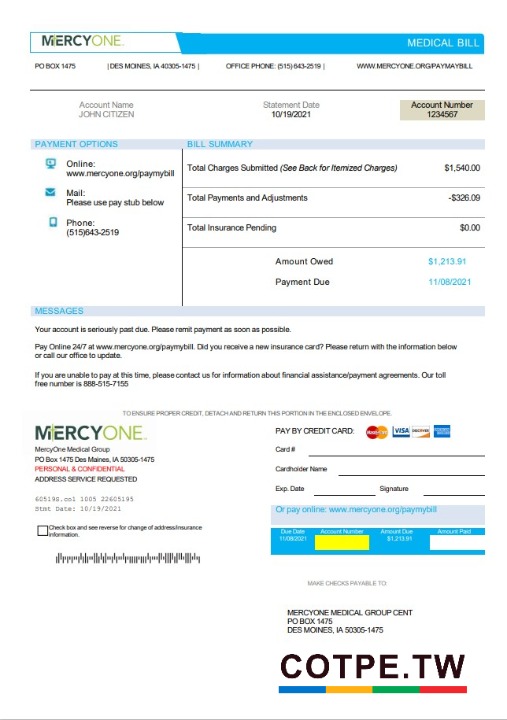 MERCYONE.
MEDICAL BILL
PO BOX 1475 | DES MOINES, IA 40305-1475 | OFFICE PHONE: (515) 643-2519 | WWW.MERCYONE.ORG/PAYMAYBILL
Account Name Statement Date Account Number
JOHN CITIZEN 10/19/2021 1234567
PAYMENT OPTIONS
Online:
www.mercyone.org/paymybill
Mail:
Please use pay stub below
Phone:
(515)643-2519
BILL SUMMARY
Total Charges Submitted (See Back for Itemized Charges) $1,540.00
Total Payments and Adjustments -$326.09
Total Insurance Pending $0.00
Amount Owed $1,213.91
Payment Due 11/08/2021
MESSAGES
Your account is seriously past due. Please remit payment as soon as possible.
Pay Online 24/7 at www.mercyone.org/paymybill. Did you receive a new insurance card? Please return with the information below
or call our office to update.
If you are unable to pay at this time, please contact us for information about financial assistance/payment agreements. Our toll
free number is 888-515-7155
TO ENSURE PROPER CREDIT, DETACH AND RETURN THIS PORTION IN THE ENCLOSED ENVELOPE.
MERCYONE.
MercyOne Medical Group
PO Box 1475 Des Moines, IA 50305-1475
PERSONAL & CONFIDENTIAL
ADDRESS SERVICE REQUESTED
605198.co1 1005 22605195
Stmt Date: 10/19/2021
Check box and see reverse for change of address/insurance
information.
PAY BY CREDIT CARD: MasterCard VISA DISCOVER
Card #
Cardholder Name
Exp. Date Signature
Or pay online: www.mercyone.org/paymybill
Due Date Account Number Amount Due Amount Paid
11/08/2021 $1,213.91
MAKE CHECKS PAYABLE TO:
MERCYONE MEDICAL GROUP CENT
PO BOX 1475
DES MOINES, IA 50305-1475
COTPE.TW